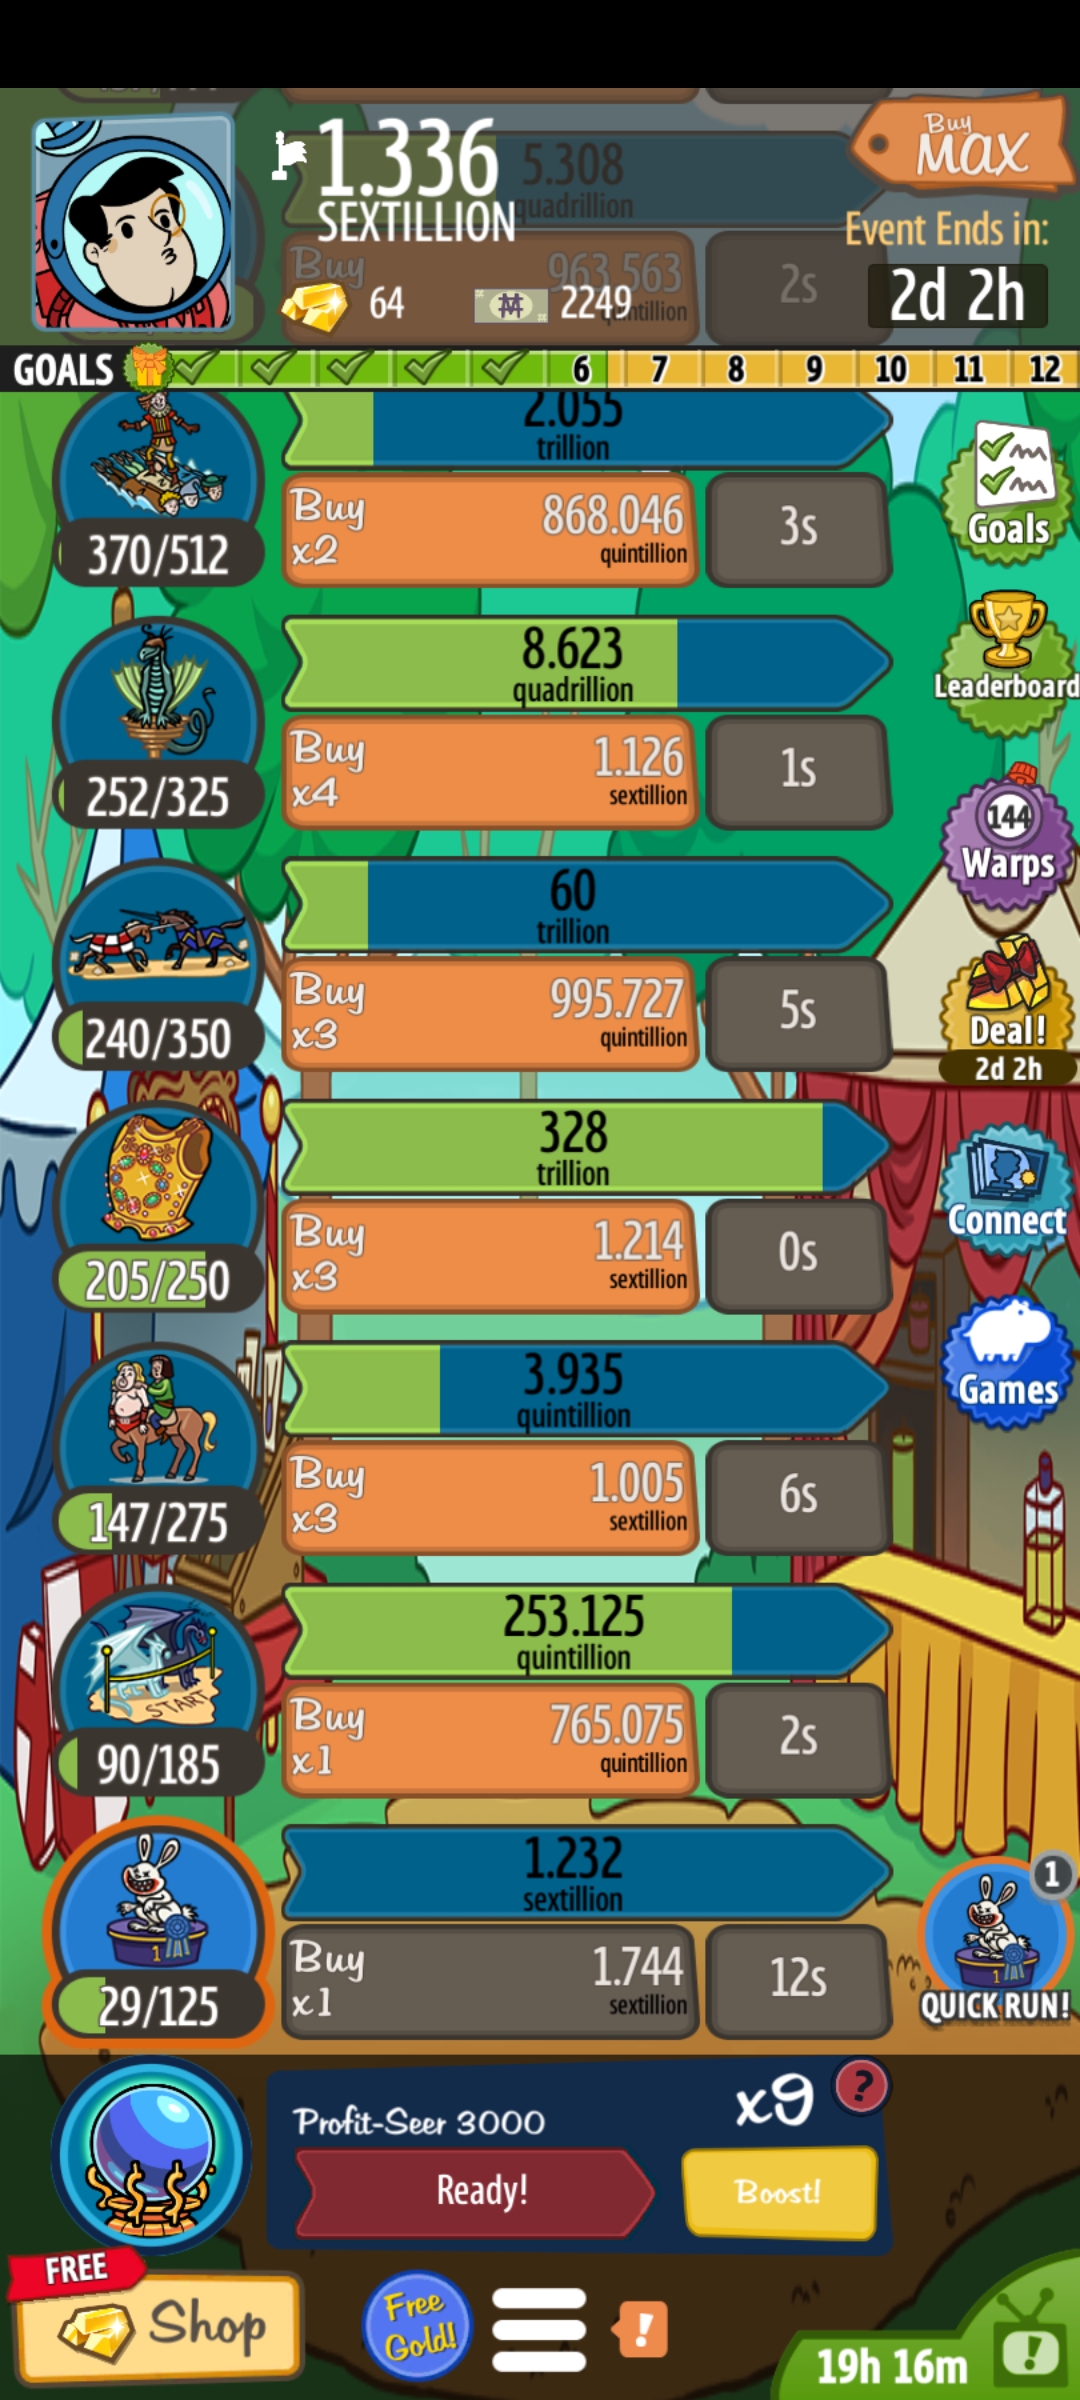 1.336
SEXTILLION
5.308
quadrillion
Buy
MAX
Event Ends in:
2d 2h
Buy
963.563
quintillion
2s
64
2249
GOALS
6
7
8
9
10
11
12
2.055
trillion
370/512
Buy
x2
868.046
quintillion
3s
Goals
8.623
quadrillion
252/325
Buy
x4
1.126
sextillion
1s
Leaderboard
144
Warps
60
trillion
240/350
Buy
x3
995.727
quintillion
5s
Deal!
2d 2h
328
trillion
205/250
Buy
x3
1.214
sextillion
0s
Connect
3.935
quintillion
147/275
Buy
x3
1.005
sextillion
6s
Games
253.125
quintillion
START
90/185
Buy
x1
765.075
quintillion
2s
1.232
sextillion
1
29/125
Buy
x1
1.744
sextillion
12s
1
1
QUICK RUN!
Profit-Seer 3000
x9
?
Ready!
Boost!
FREE
Shop
Free
Gold!
!
19h 16m
!